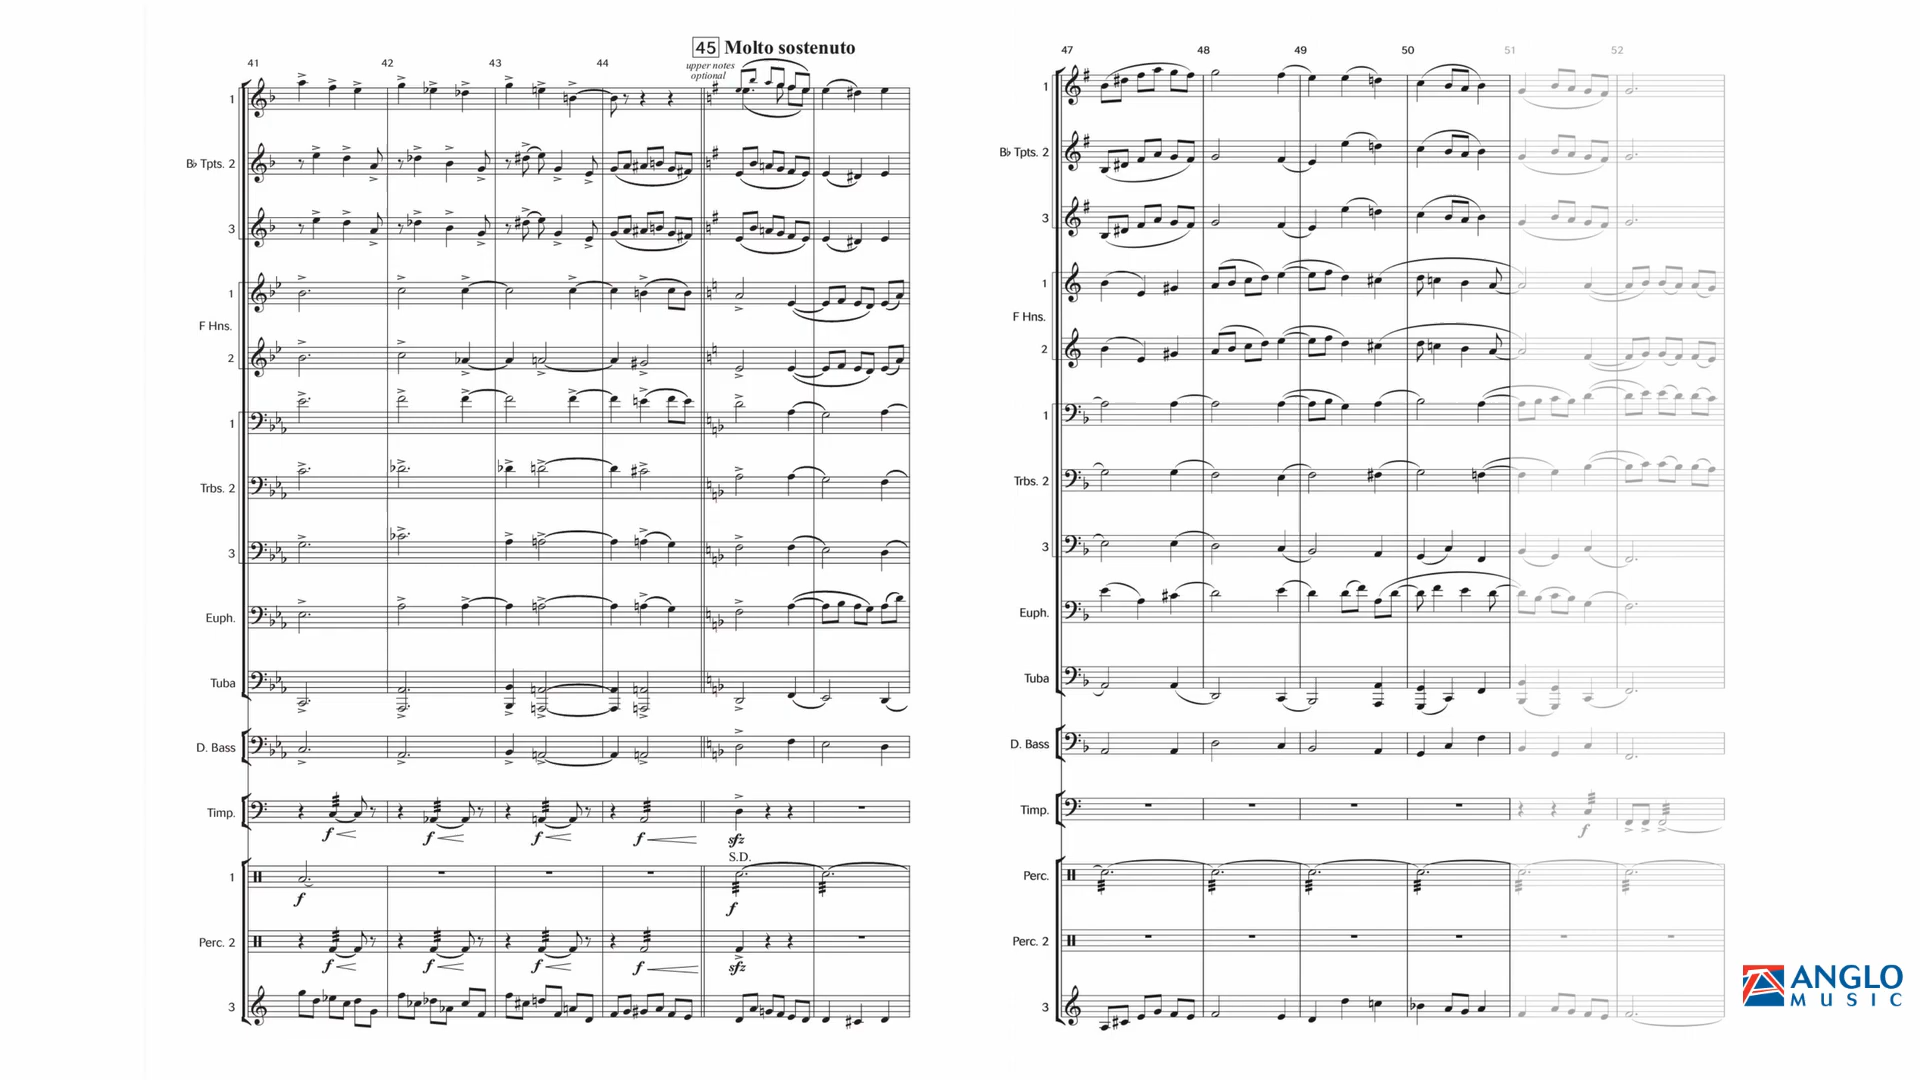 45 Molto sostenuto
41 42 43 44
upper notes
optional
1
B♭ Tpts. 2
3
1
F Hns.
2
1
Trbs. 2
3
Euph.
Tuba
D. Bass
Timp.
f f f f sfz
S.D.
1
f f
Perc. 2
f f f f sfz
3
47 48 49 50 51 52
1
B♭ Tpts. 2
3
1
F Hns.
2
1
Trbs. 2
3
Euph.
Tuba
D. Bass
Timp.
f
Perc.
Perc. 2
3
ANGLO
MUSIC